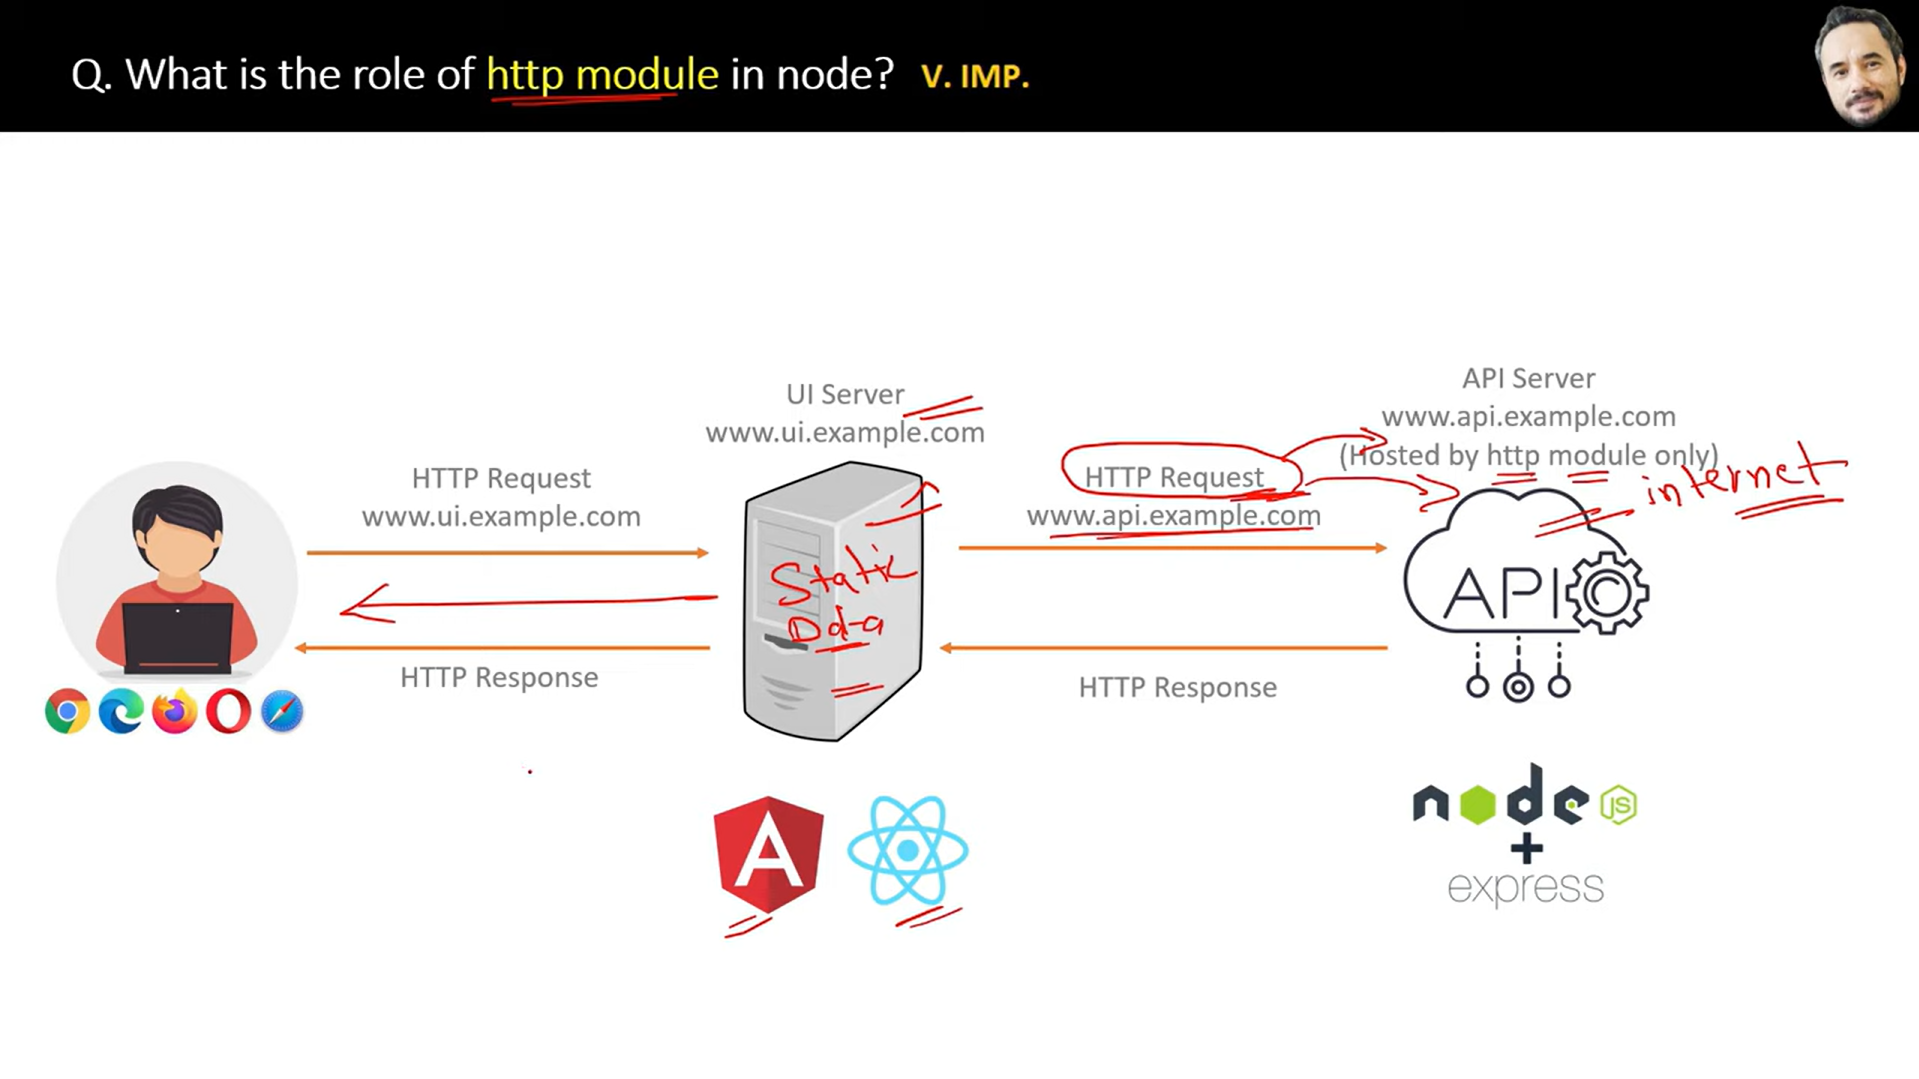 Q. What is the role of http module in node? V. IMP.
UI Server
www.ui.example.com
HTTP Request
www.ui.example.com
HTTP Response
Static
HTTP Request
www.api.example.com
HTTP Response
API Server
www.api.example.com
(Hosted by http module only)
internet
API
node JS
+
express